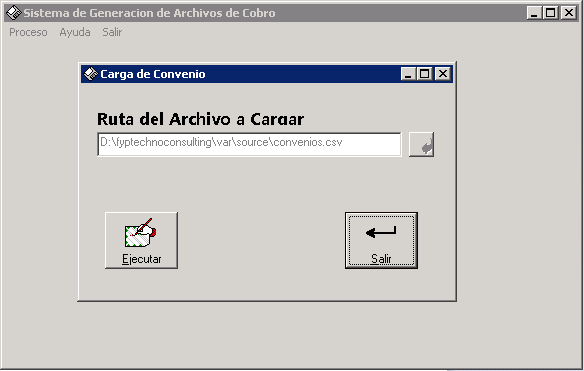 Sistema de Generacion de Archivos de Cobro
Proceso Ayuda Salir
Carga de Convenio
Ruta del Archivo a Cargar
D:\fyptechnoconsulting\var\source\convenios.csv
Ejecutar
Salir